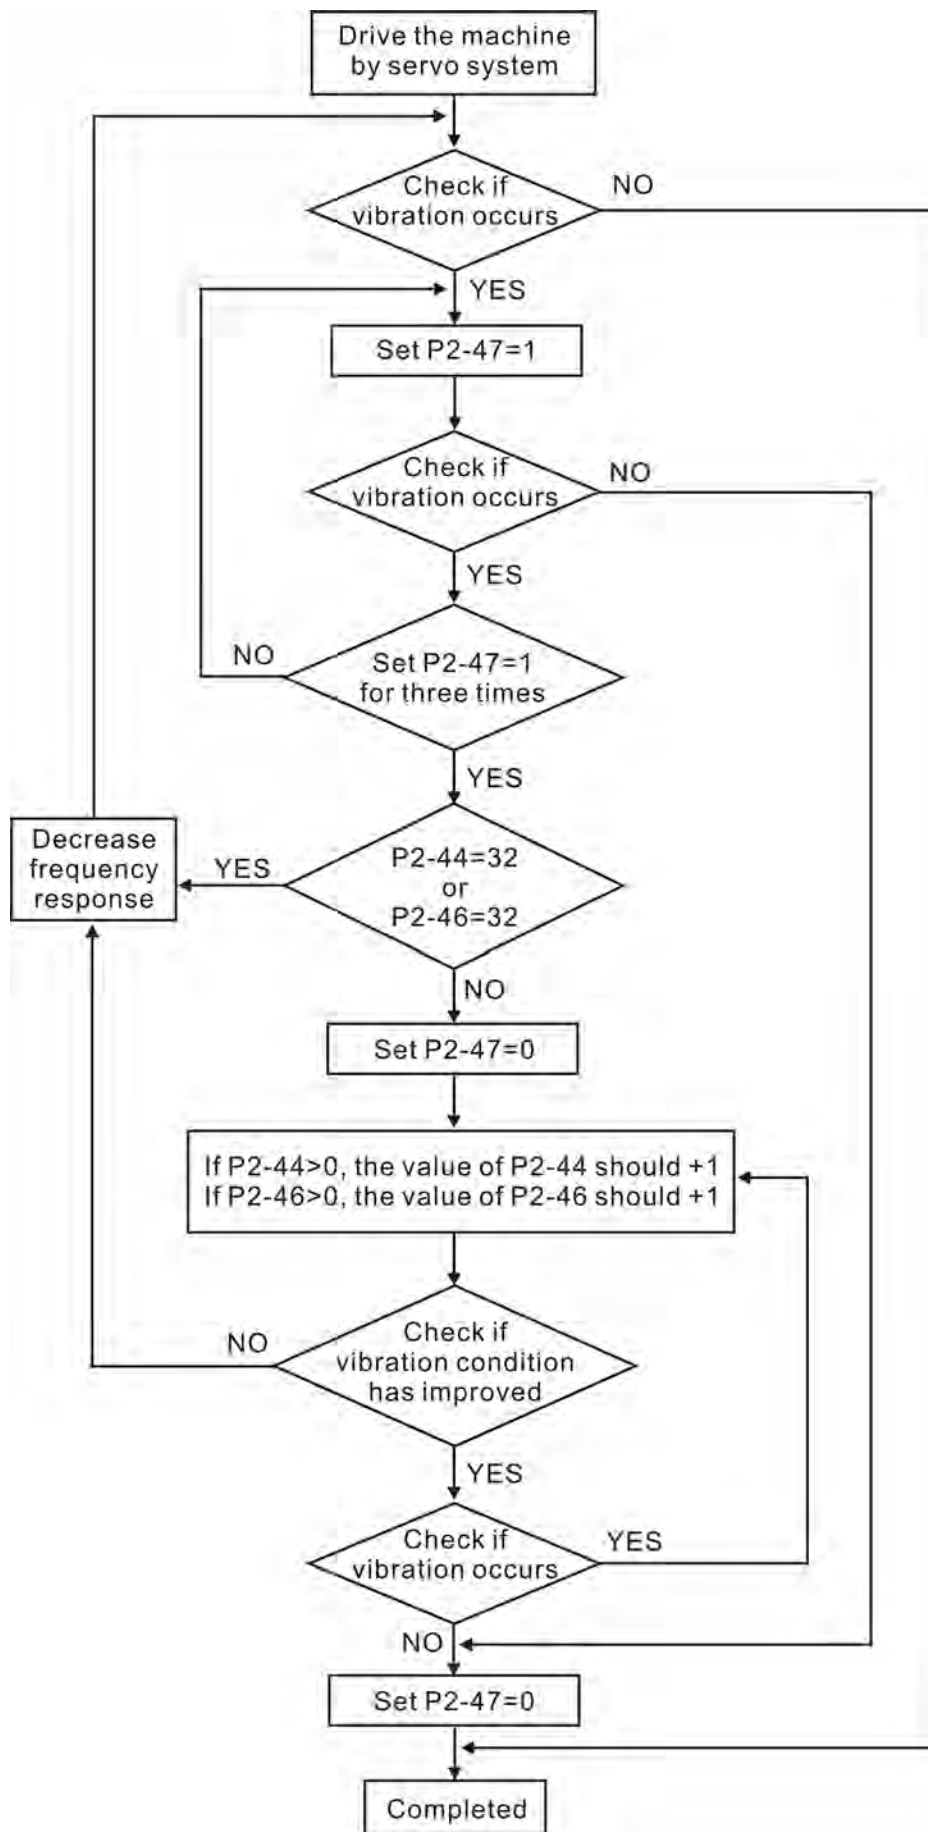 Drive the machine
by servo system
Check if
vibration occurs
NO
YES
Set P2-47=1
Check if
vibration occurs
NO
YES
Set P2-47=1
for three times
NO
YES
P2-44=32
or
P2-46=32
YES
Decrease
frequency
response
NO
Set P2-47=0
If P2-44>0, the value of P2-44 should +1
If P2-46>0, the value of P2-46 should +1
Check if
vibration condition
has improved
NO
YES
Check if
vibration occurs
YES
NO
Set P2-47=0
Completed